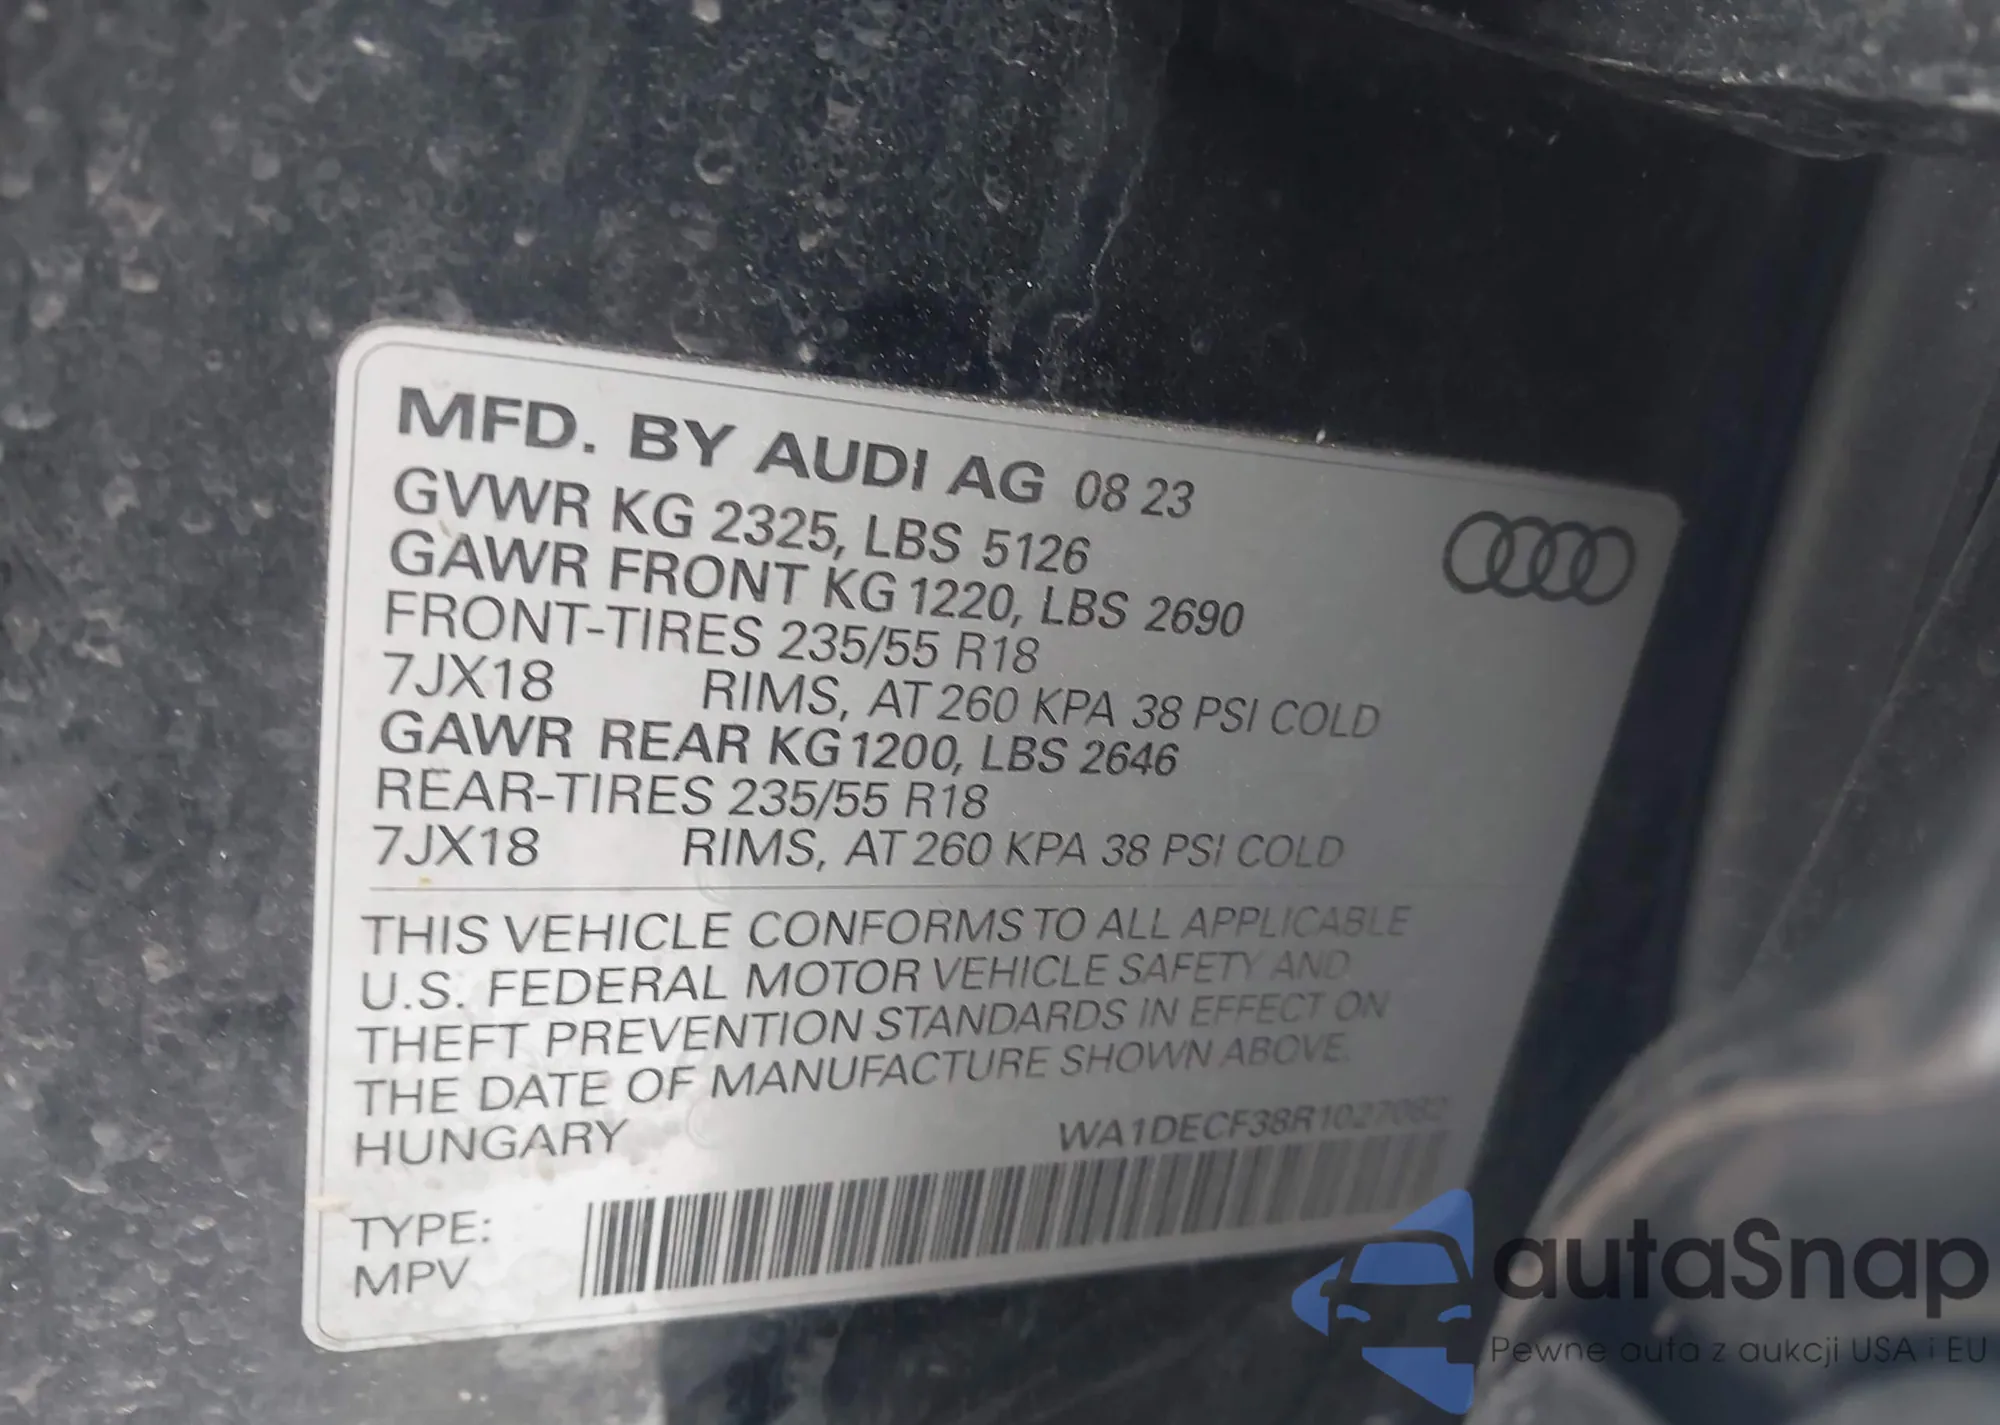 MFD. BY AUDI AG 08 23
GVWR KG 2325, LBS 5126
GAWR FRONT KG 1220, LBS 2690
FRONT-TIRES 235/55 R18
7JX18 RIMS, AT 260 KPA 38 PSI COLD
GAWR REAR KG 1200, LBS 2646
REAR-TIRES 235/55 R18
7JX18 RIMS, AT 260 KPA 38 PSI COLD
THIS VEHICLE CONFORMS TO ALL APPLICABLE
U.S. FEDERAL MOTOR VEHICLE SAFETY AND
THEFT PREVENTION STANDARDS IN EFFECT ON
THE DATE OF MANUFACTURE SHOWN ABOVE.
HUNGARY WA1DECF38R1027082
TYPE:
MPV
autaSnap
Pewne auta z aukcji USA i EU